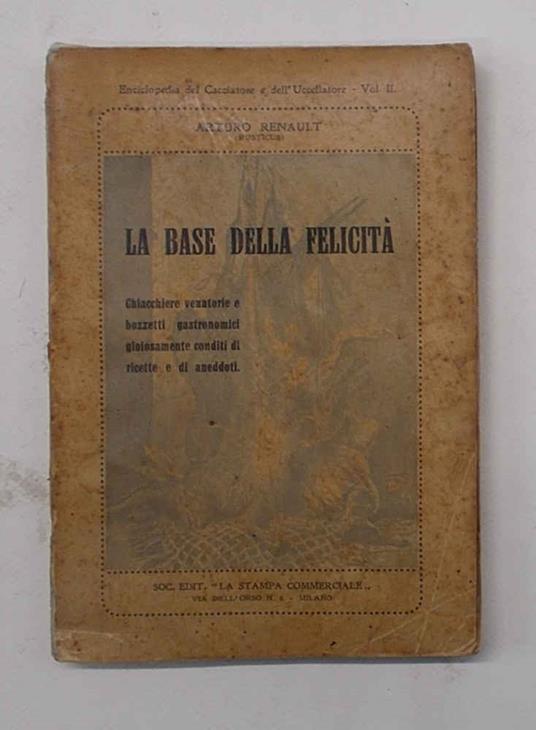 Enciclopedia del Cacciatore e dell'Uccellatore - Vol II.
ARTURO RENAULT
(RUSTICUS)
LA BASE DELLA FELICITÀ
Chiacchiere venatorie e
bozzetti gastronomici
gioiosamente conditi di
ricette e di aneddoti.
SOC. EDIT. "LA STAMPA COMMERCIALE„
VIA DELL'ORSO N. 2 - MILANO